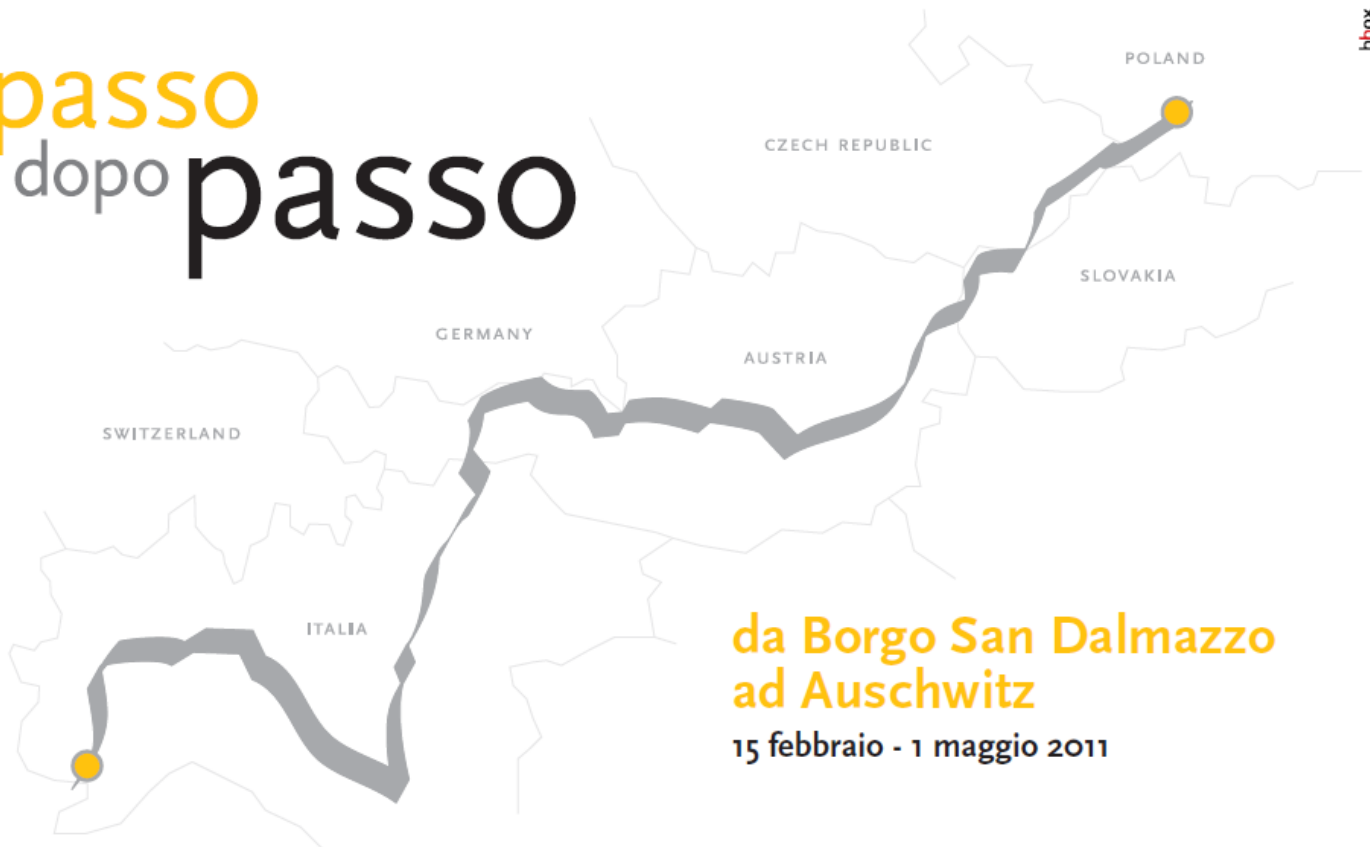 passo
dopo passo
POLAND
CZECH REPUBLIC
SLOVAKIA
GERMANY
AUSTRIA
SWITZERLAND
ITALIA
da Borgo San Dalmazzo
ad Auschwitz
15 febbraio - 1 maggio 2011